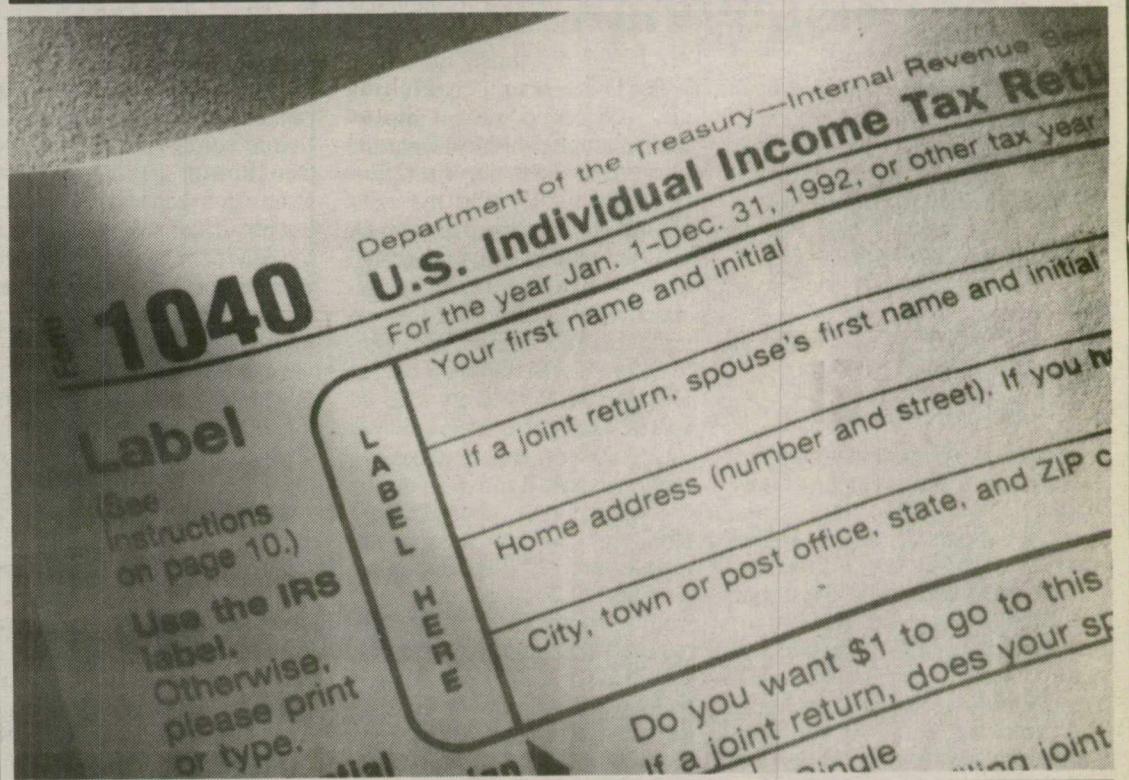 Department of the Treasury—Internal Revenue
U.S. Individual Income Tax Retu
Form 1040
For the year Jan. 1–Dec. 31, 1992, or other tax year
Label
(See
instructions
on page 10.)
Use the IRS
label.
Otherwise,
please print
or type.
LABEL HERE
Your first name and initial
If a joint return, spouse's first name and initial
Home address (number and street). If you
City, town or post office, state, and ZIP c
Do you want $1 to go to this
If a joint return, does your sp
Single
joint